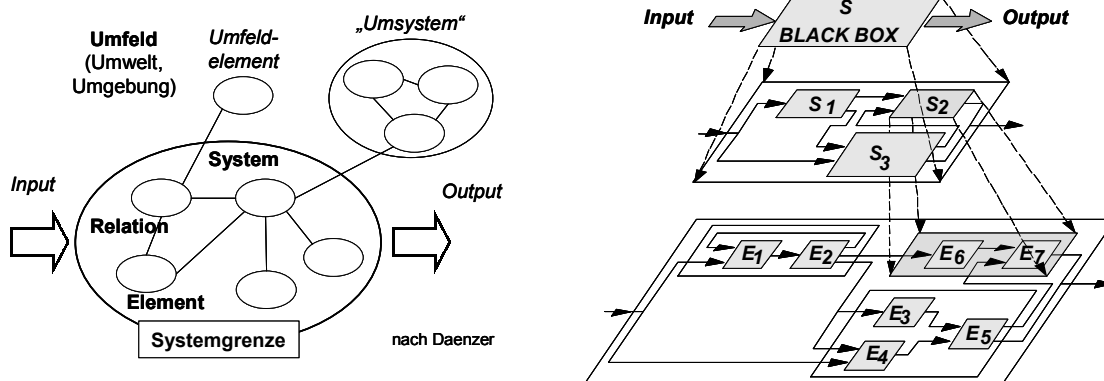 Umfeld
(Umwelt,
Umgebung)
Umfeld-
element
„Umsystem“
System
Input
Output
Relation
Element
Systemgrenze
nach Daenzer
Input
S
BLACK BOX
Output
S1
S2
S3
E1
E2
E6
E7
E3
E4
E5